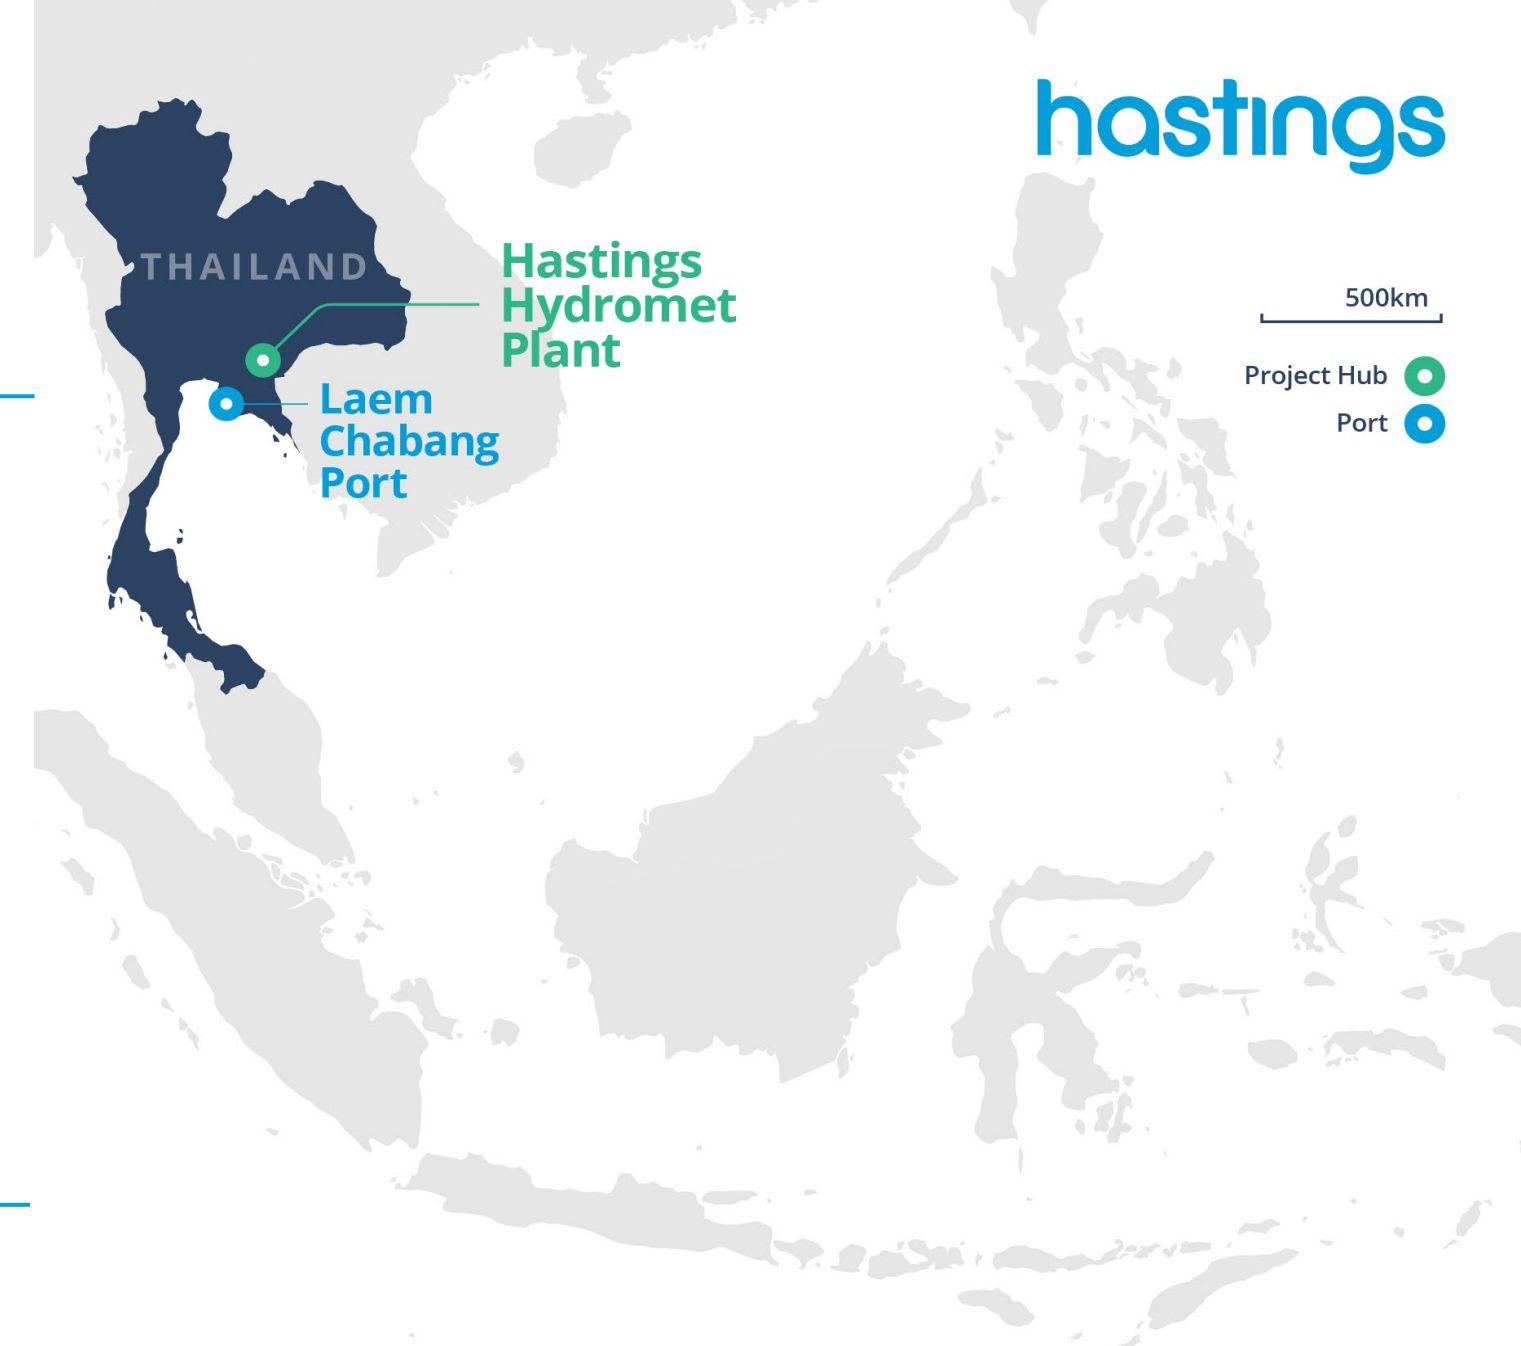 hastings
THAILAND
Hastings
Hydromet
Plant
Laem
Chabang
Port
500km
Project Hub
Port